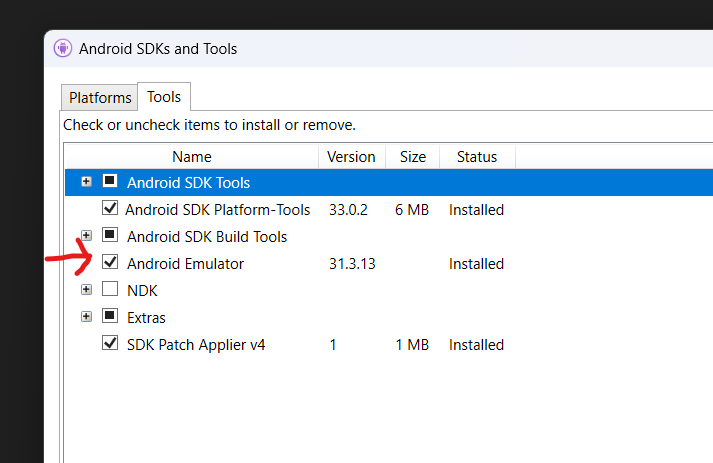 Android SDKs and Tools
Platforms Tools
Check or uncheck items to install or remove.
Name Version Size Status
Android SDK Tools
Android SDK Platform-Tools 33.0.2 6 MB Installed
Android SDK Build Tools
Android Emulator 31.3.13 Installed
NDK
Extras
SDK Patch Applier v4 1 1 MB Installed